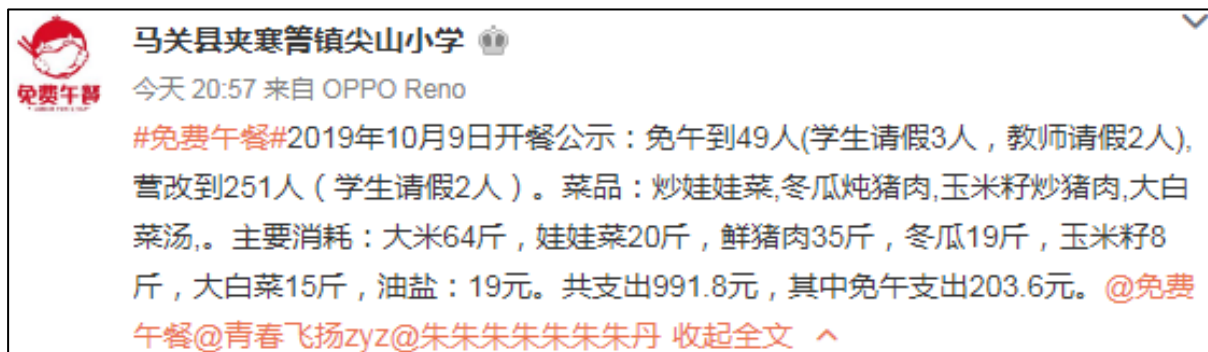 马关县夹寒箐镇尖山小学
免费午餐
今天 20:57 来自 OPPO Reno
#免费午餐#2019年10月9日开餐公示：免午到49人(学生请假3人，教师请假2人),
营改到251人（学生请假2人）。菜品：炒娃娃菜,冬瓜炖猪肉,玉米籽炒猪肉,大白
菜汤,。主要消耗：大米64斤，娃娃菜20斤，鲜猪肉35斤，冬瓜19斤，玉米籽8
斤，大白菜15斤，油盐：19元。共支出991.8元，其中免午支出203.6元。@免费
午餐@青春飞扬zyz@朱朱朱朱朱朱朱丹 收起全文